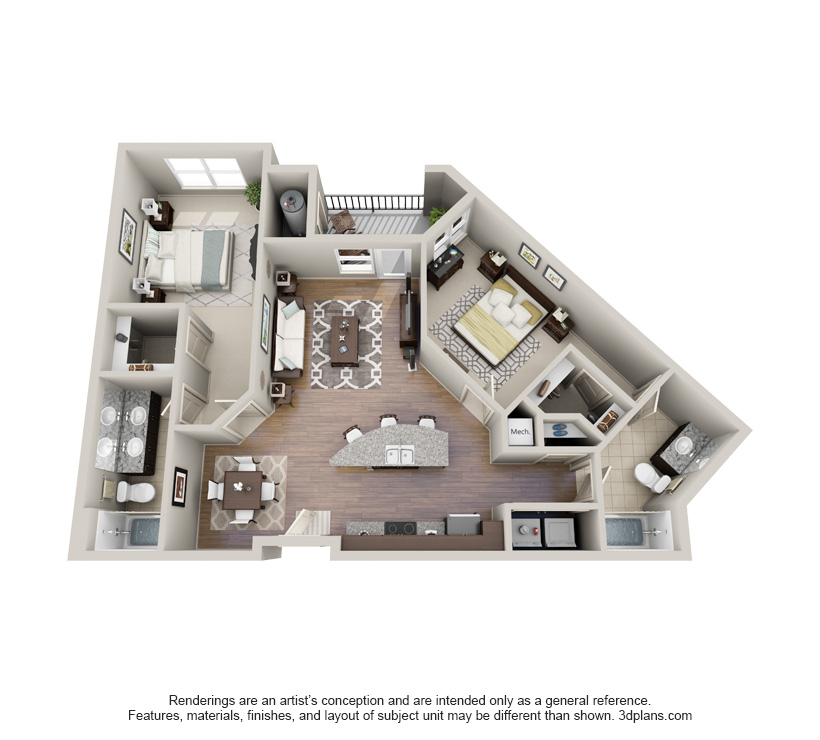 Mech.
Renderings are an artist’s conception and are intended only as a general reference.
Features, materials, finishes, and layout of subject unit may be different than shown. 3dplans.com